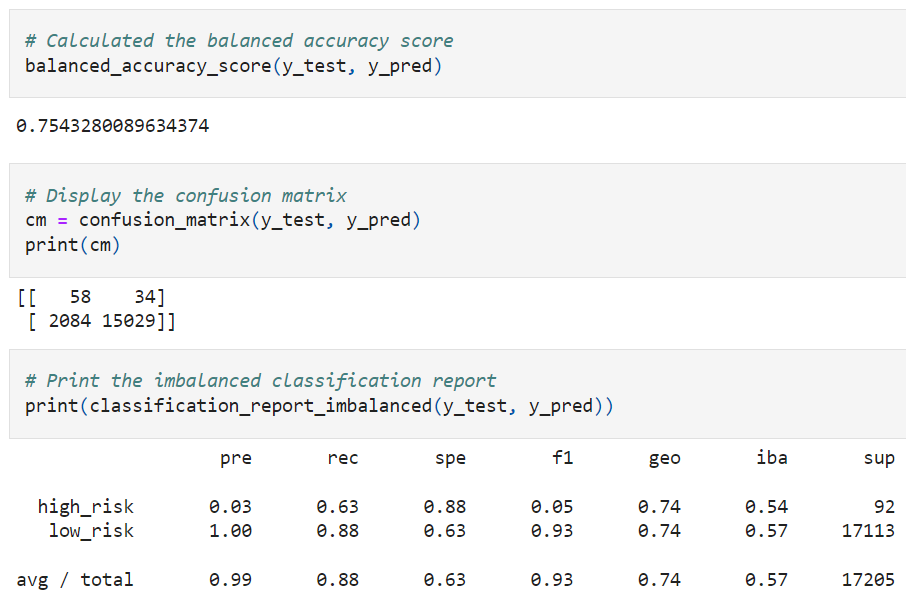 # Calculated the balanced accuracy score
balanced_accuracy_score(y_test, y_pred)
0.7543280089634374
# Display the confusion matrix
cm = confusion_matrix(y_test, y_pred)
print(cm)
[[   58    34]
 [ 2084 15029]]
# Print the imbalanced classification report
print(classification_report_imbalanced(y_test, y_pred))
pre rec spe f1 geo iba sup
high_risk 0.03 0.63 0.88 0.05 0.74 0.54 92
low_risk 1.00 0.88 0.63 0.93 0.74 0.57 17113
avg / total 0.99 0.88 0.63 0.93 0.74 0.57 17205